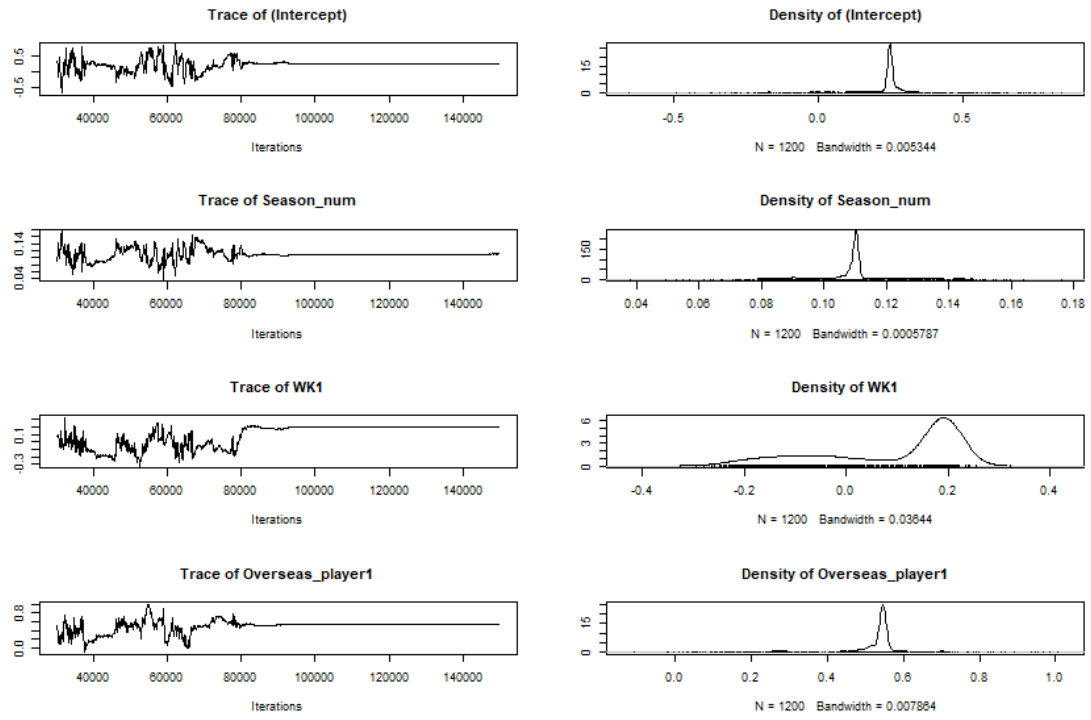 Trace of (Intercept)
0.5
-0.5
40000 60000 80000 100000 120000 140000
Iterations
Density of (Intercept)
15
0
-0.5 0.0 0.5
N = 1200 Bandwidth = 0.005344
Trace of Season_num
0.14
0.04
40000 60000 80000 100000 120000 140000
Iterations
Density of Season_num
150
0
0.04 0.06 0.08 0.10 0.12 0.14 0.16 0.18
N = 1200 Bandwidth = 0.0005787
Trace of WK1
0.1
-0.3
40000 60000 80000 100000 120000 140000
Iterations
Density of WK1
6
3
0
-0.4 -0.2 0.0 0.2 0.4
N = 1200 Bandwidth = 0.03644
Trace of Overseas_player1
0.8
0.0
40000 60000 80000 100000 120000 140000
Iterations
Density of Overseas_player1
15
0
0.0 0.2 0.4 0.6 0.8 1.0
N = 1200 Bandwidth = 0.007864